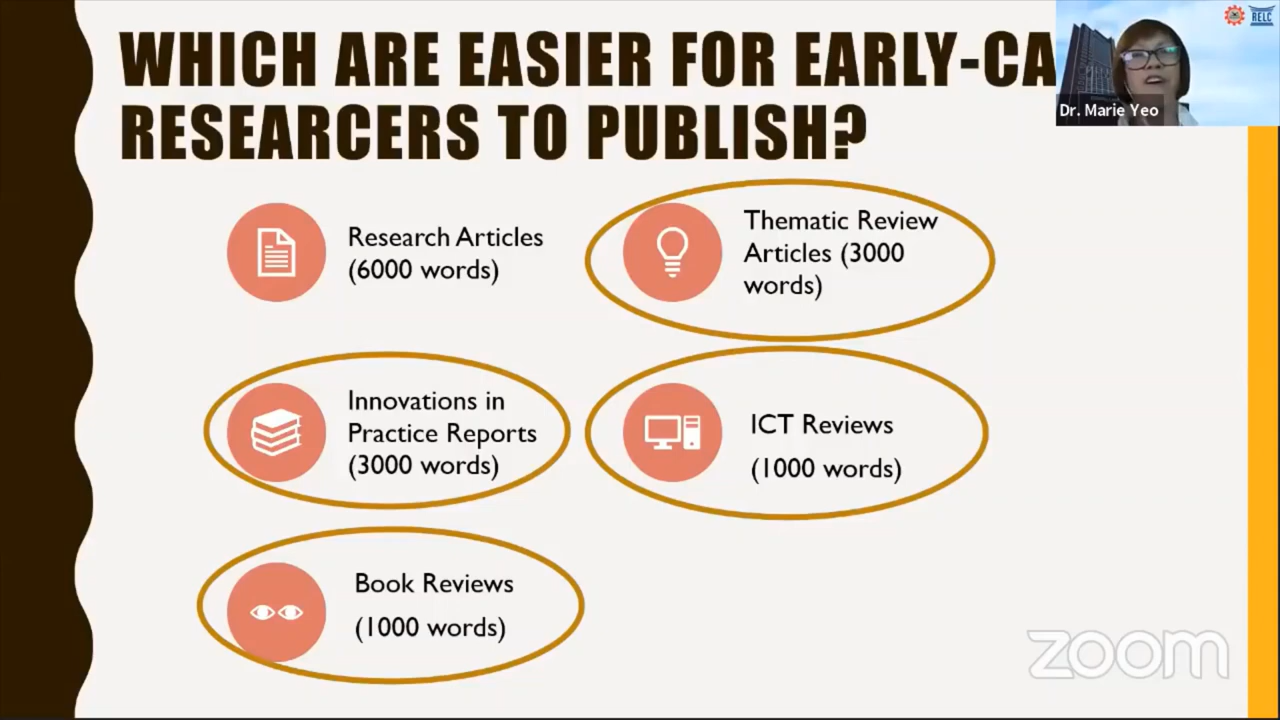 WHICH ARE EASIER FOR EARLY-CA
RESEARCERS TO PUBLISH?
RELC
Dr. Marie Yeo
Research Articles
(6000 words)
Thematic Review
Articles (3000
words)
Innovations in
Practice Reports
(3000 words)
ICT Reviews
(1000 words)
Book Reviews
(1000 words)
zoom